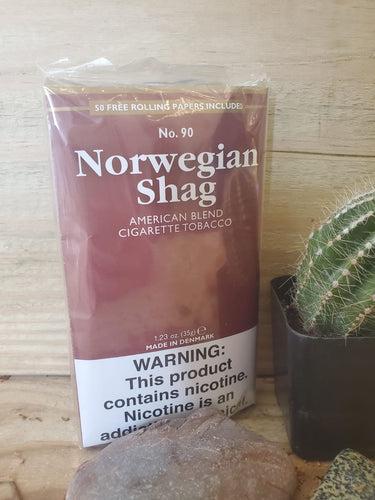 50 FREE ROLLING PAPERS INCLUDED
No. 90
Norwegian
Shag
AMERICAN BLEND
CIGARETTE TOBACCO
1.23 oz. (35g) ℮
MADE IN DENMARK
WARNING:
This product
contains nicotine.
Nicotine is an